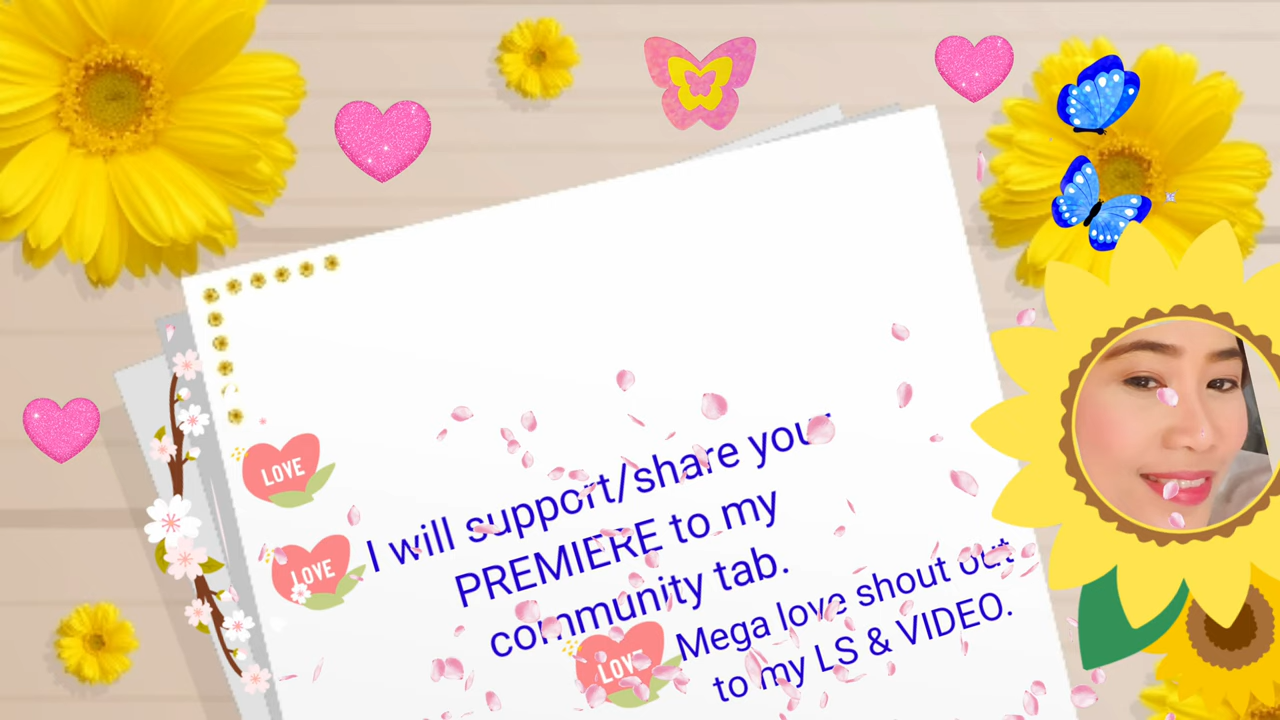 LOVE
LOVE
I will support/share your
PREMIERE to my
community tab.
LOVE
Mega love shout out
to my LS & VIDEO.